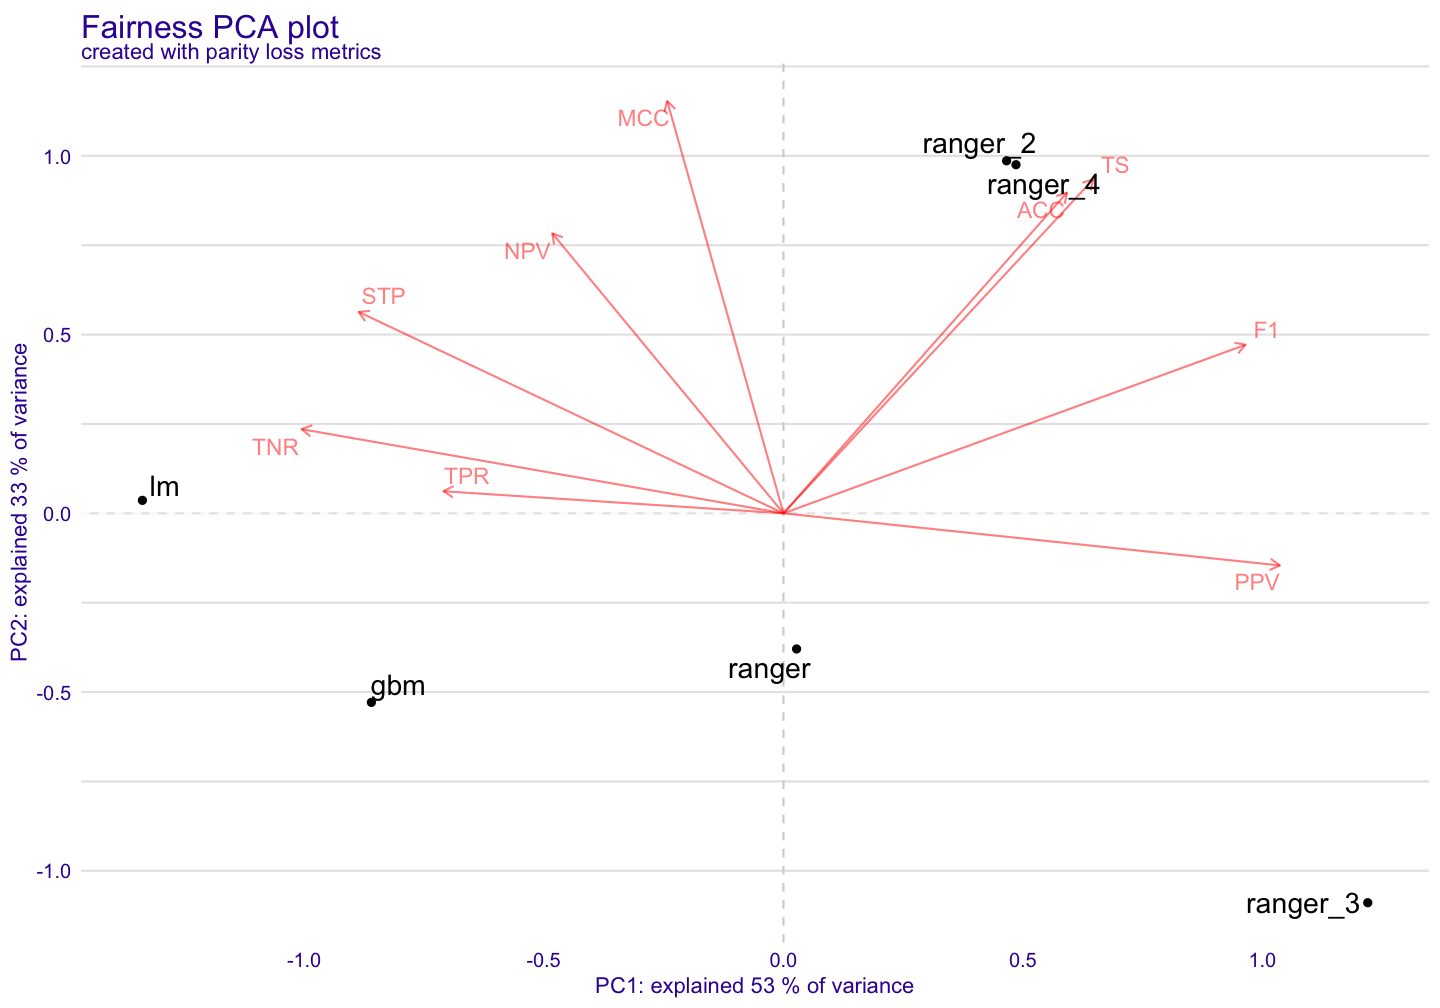 Fairness PCA plot
created with parity loss metrics
MCC
ranger_2
TS
ranger_4
ACC
NPV
STP
F1
TNR
TPR
lm
PPV
ranger
gbm
ranger_3
1.0
0.5
0.0
-0.5
-1.0
PC2: explained 33 % of variance
-1.0
-0.5
0.0
0.5
1.0
PC1: explained 53 % of variance